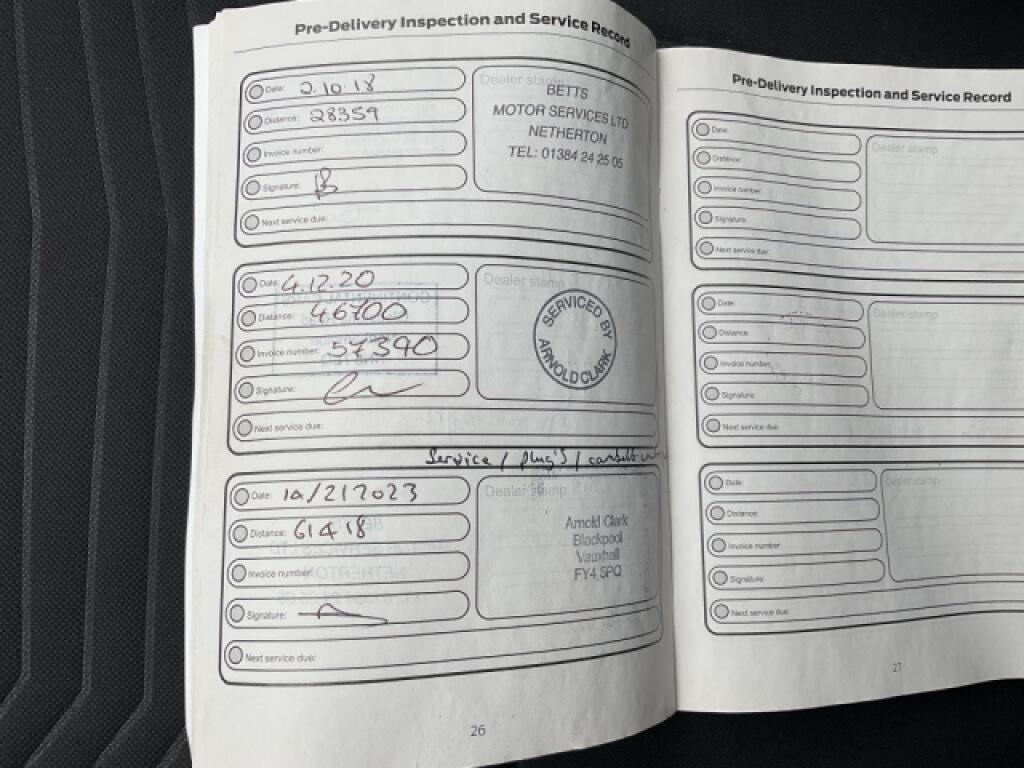 Pre-Delivery Inspection and Service Record
Date: 2.10.18
Distance: 28359
Invoice number:
Signature:
Next service due:
Dealer stamp
BETTS
MOTOR SERVICES LTD
NETHERTON
TEL: 01384 24 25 05
Date: 4.12.20
Distance: 46700
Invoice number: 57390
Signature:
Next service due:
Dealer stamp
SERVICED BY
ARNOLD CLARK
Service / plug's /
Date: 12/2023
Distance: 61418
Invoice number:
Signature:
Next service due:
Dealer stamp
Arnold Clark
Blackpool
Vauxhall
FY4 5PQ
26
Pre-Delivery Inspection and Service Record
Date:
Distance:
Invoice number
Signature:
Next service due:
Dealer stamp
Date:
Distance:
Invoice number
Signature:
Next service due:
Dealer stamp
Date:
Distance:
Invoice number
Signature:
Next service due:
Dealer stamp
27